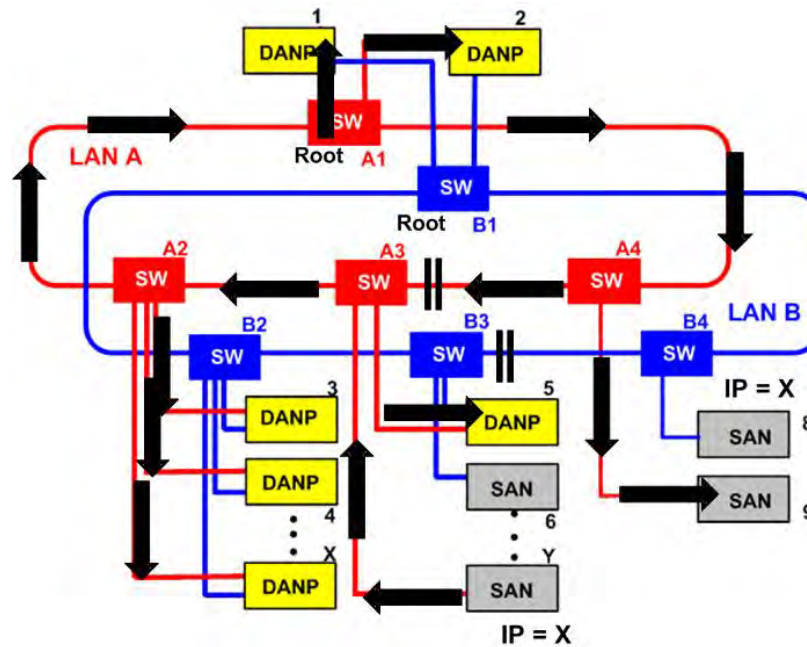 1
2
DANP
DANP
SW
LAN A
Root
A1
SW
Root
B1
A2
A3
A4
SW
SW
SW
B2
B3
B4
LAN B
SW
SW
SW
3
5
IP = X
DANP
DANP
SAN
8
DANP
SAN
SAN
4
6
9
X
Y
DANP
SAN
IP = X